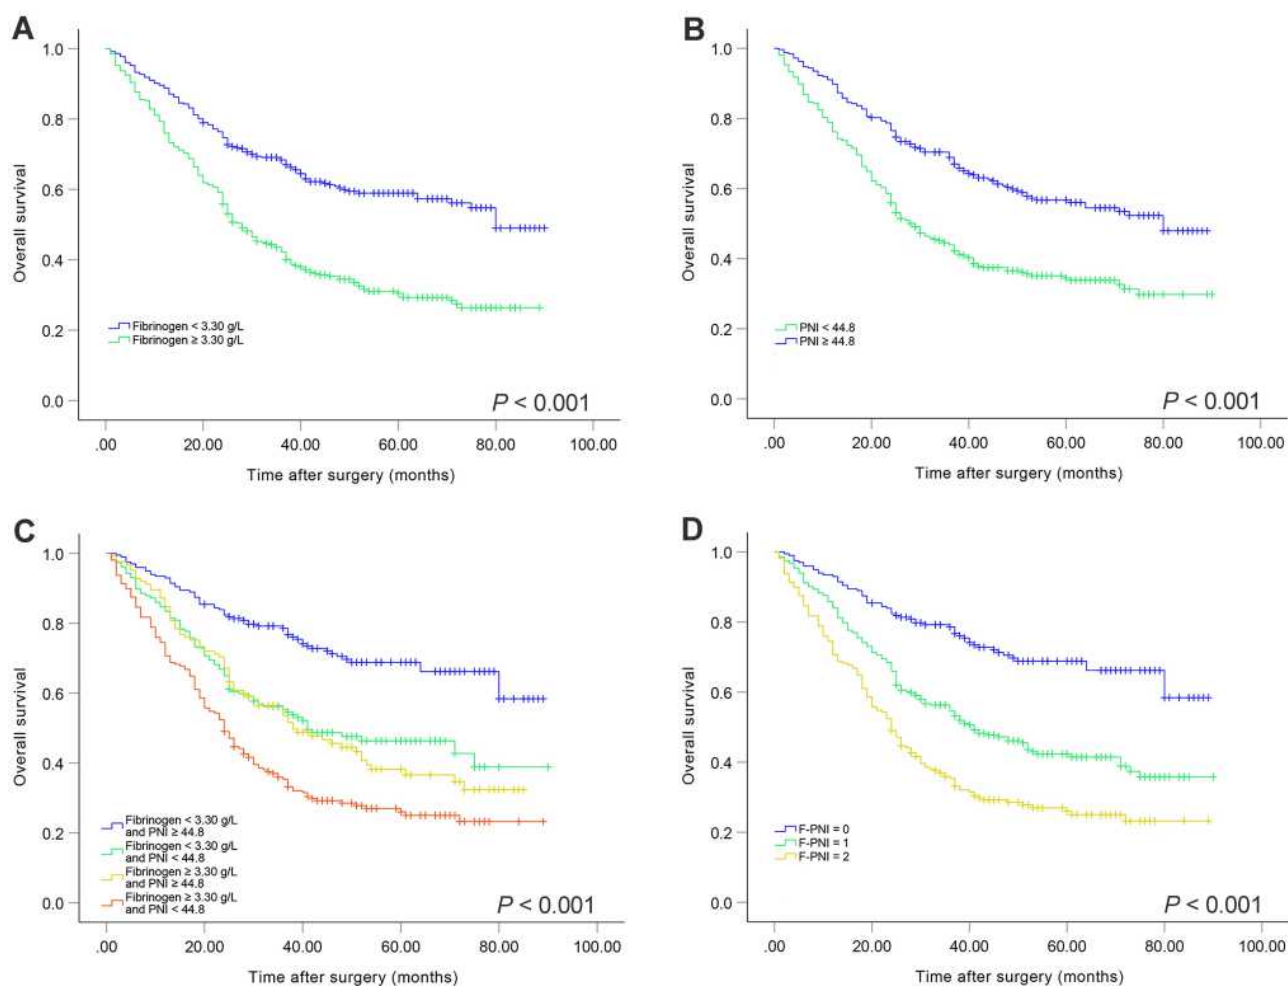 A
Overall survival
1.0
0.8
0.6
0.4
0.2
0.0
Fibrinogen < 3.30 g/L
Fibrinogen ≥ 3.30 g/L
P < 0.001
.00 20.00 40.00 60.00 80.00 100.00
Time after surgery (months)
B
Overall survival
1.0
0.8
0.6
0.4
0.2
0.0
PNI < 44.8
PNI ≥ 44.8
P < 0.001
.00 20.00 40.00 60.00 80.00 100.00
Time after surgery (months)
C
Overall survival
1.0
0.8
0.6
0.4
0.2
0.0
Fibrinogen < 3.30 g/L
and PNI ≥ 44.8
Fibrinogen < 3.30 g/L
and PNI < 44.8
Fibrinogen ≥ 3.30 g/L
and PNI ≥ 44.8
Fibrinogen ≥ 3.30 g/L
and PNI < 44.8
P < 0.001
.00 20.00 40.00 60.00 80.00 100.00
Time after surgery (months)
D
Overall survival
1.0
0.8
0.6
0.4
0.2
0.0
F-PNI = 0
F-PNI = 1
F-PNI = 2
P < 0.001
.00 20.00 40.00 60.00 80.00 100.00
Time after surgery (months)